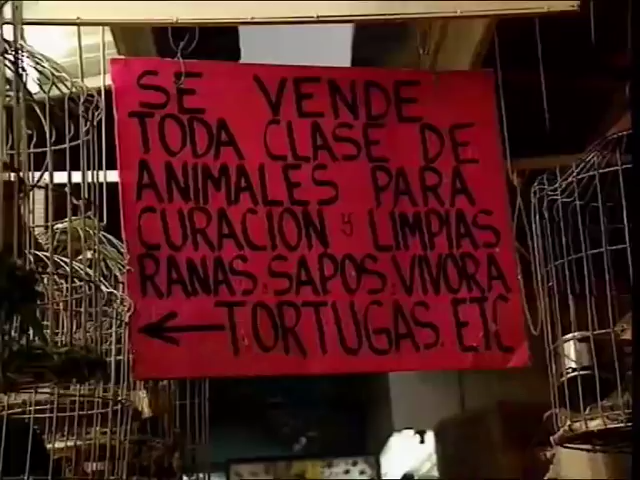 SE VENDE
TODA CLASE DE
ANIMALES PARA
CURACION y LIMPIAS
RANAS.SAPOS.VIVORA
←TORTUGAS.ETC